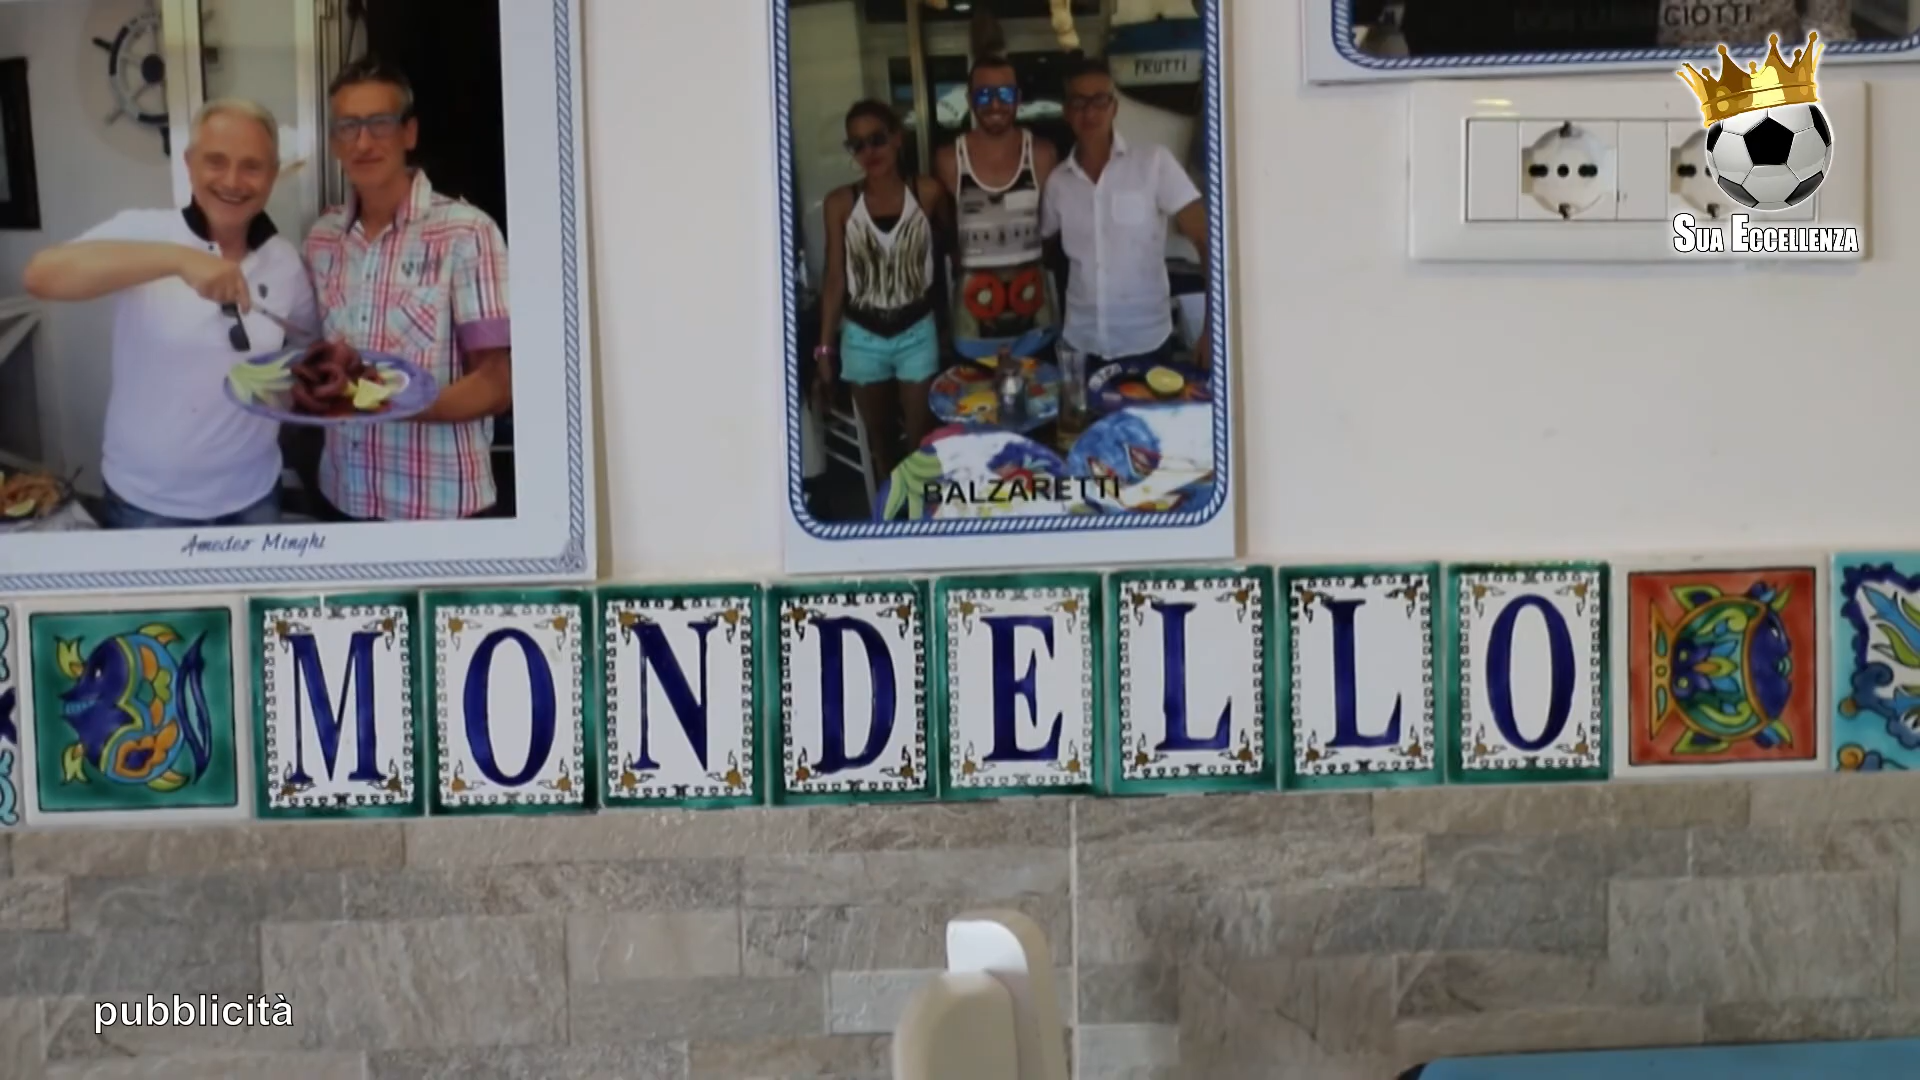 CIOTTI
FRUTTI
SUA ECCELLENZA
BALZARETTI
Amedeo Minghi
MONDELLO
pubblicità